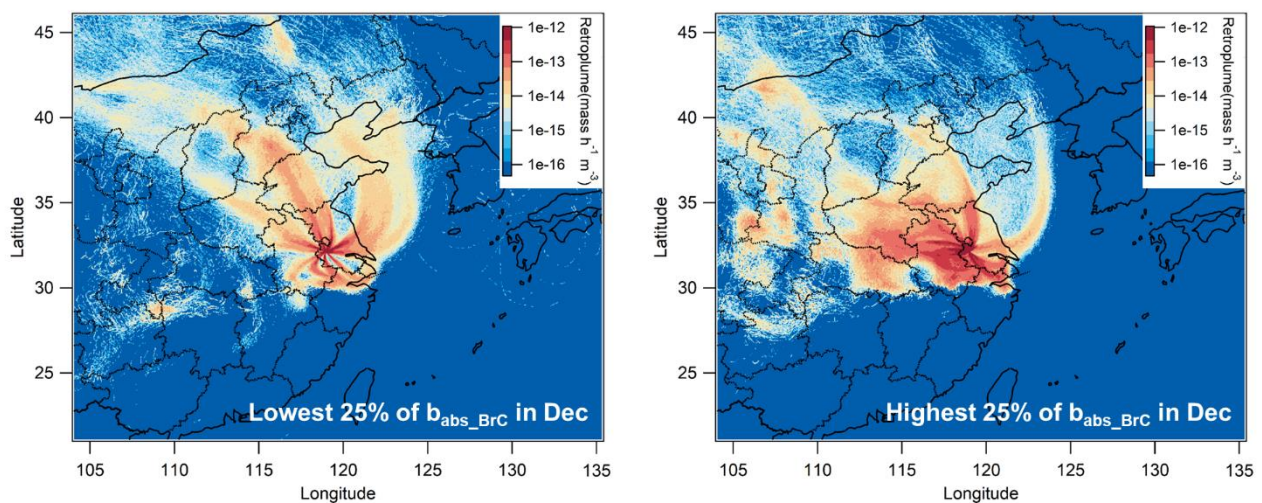 45
40
35
30
25
Latitude
105
110
115
120
125
130
135
Longitude
1e-12
1e-13
1e-14
1e-15
1e-16
Retroplume(mass h⁻¹ m⁻³)
Lowest 25% of b_abs_BrC in Dec
45
40
35
30
25
Latitude
105
110
115
120
125
130
135
Longitude
1e-12
1e-13
1e-14
1e-15
1e-16
Retroplume(mass h⁻¹ m⁻³)
Highest 25% of b_abs_BrC in Dec